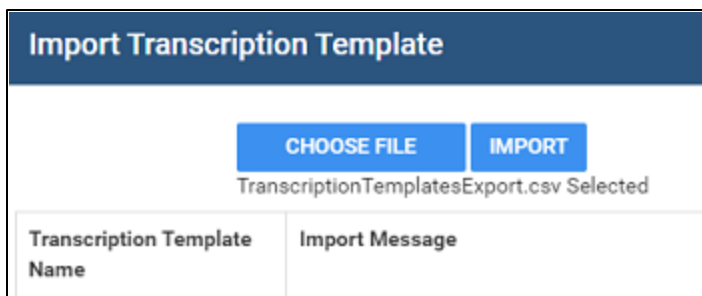 Import Transcription Template
CHOOSE FILE IMPORT
TranscriptionTemplatesExport.csv Selected
Transcription Template Import Message
Name